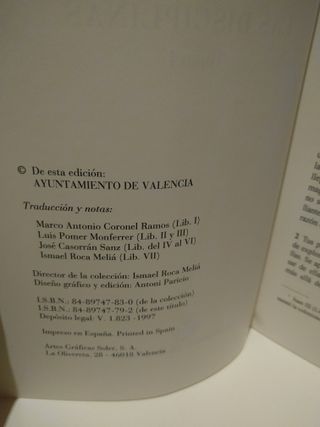 © De esta edición:
AYUNTAMIENTO DE VALENCIA
Traducción y notas:
Marco Antonio Coronel Ramos (Lib. I)
Luis Pomer Monferrer (Lib. II y III)
José Casorrán Sanz (Lib. del IV al VI)
Ismael Roca Meliá (Lib. VII)
Director de la colección: Ismael Roca Meliá
Diseño gráfico y edición: Antoni Paricio
I.S.B.N.: 84-89747-83-0 (de la colección)
I.S.B.N.: 84-89747-79-2 (de este título)
Depósito legal: V. 1.823 -1997
Impreso en España. Printed in Spain
Artes Gráficas Soler, S. A.
La Olivereta, 28 - 46018 Valencia